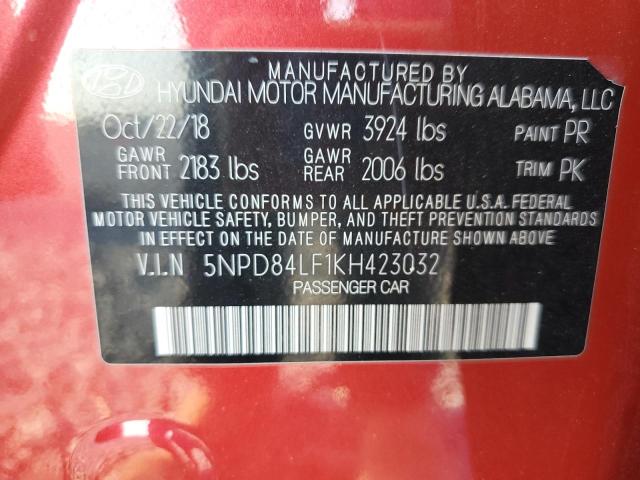 MANUFACTURED BY
HYUNDAI MOTOR MANUFACTURING ALABAMA, LLC
Oct/22/18 GVWR 3924 lbs PAINT PR
GAWR FRONT 2183 lbs GAWR REAR 2006 lbs TRIM PK
THIS VEHICLE CONFORMS TO ALL APPLICABLE U.S.A. FEDERAL
MOTOR VEHICLE SAFETY, BUMPER, AND THEFT PREVENTION STANDARDS
IN EFFECT ON THE DATE OF MANUFACTURE SHOWN ABOVE.
V.I.N 5NPD84LF1KH423032
PASSENGER CAR